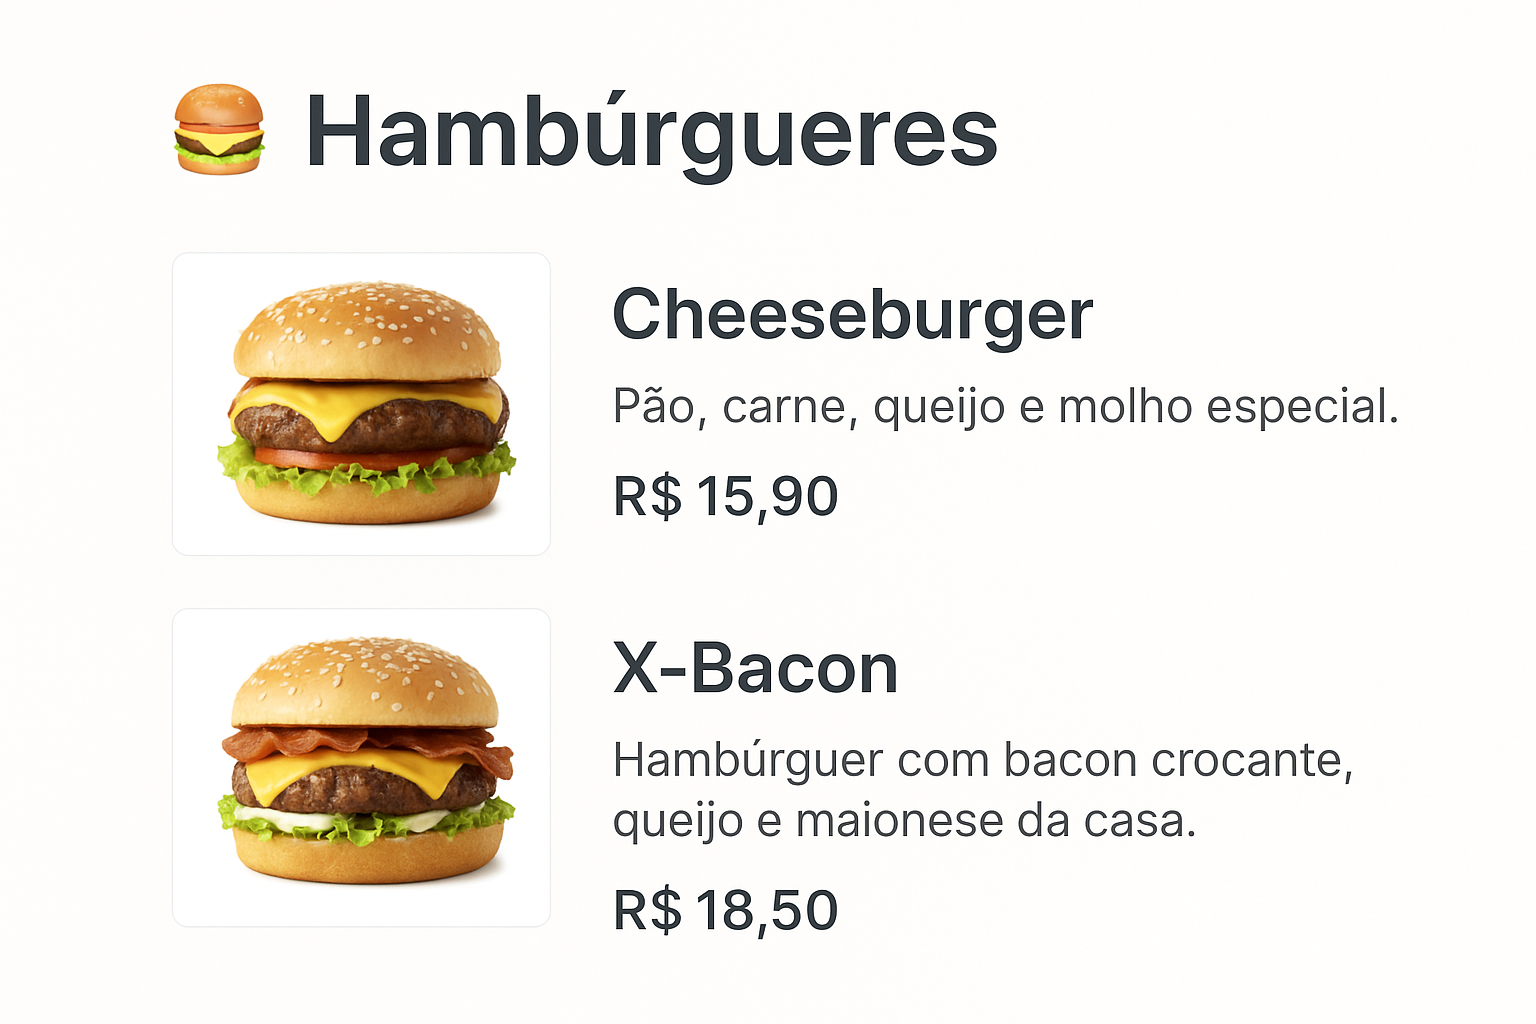 Hambúrgueres
Cheeseburger
Pão, carne, queijo e molho especial.
R$ 15,90
X-Bacon
Hambúrguer com bacon crocante,
queijo e maionese da casa.
R$ 18,50